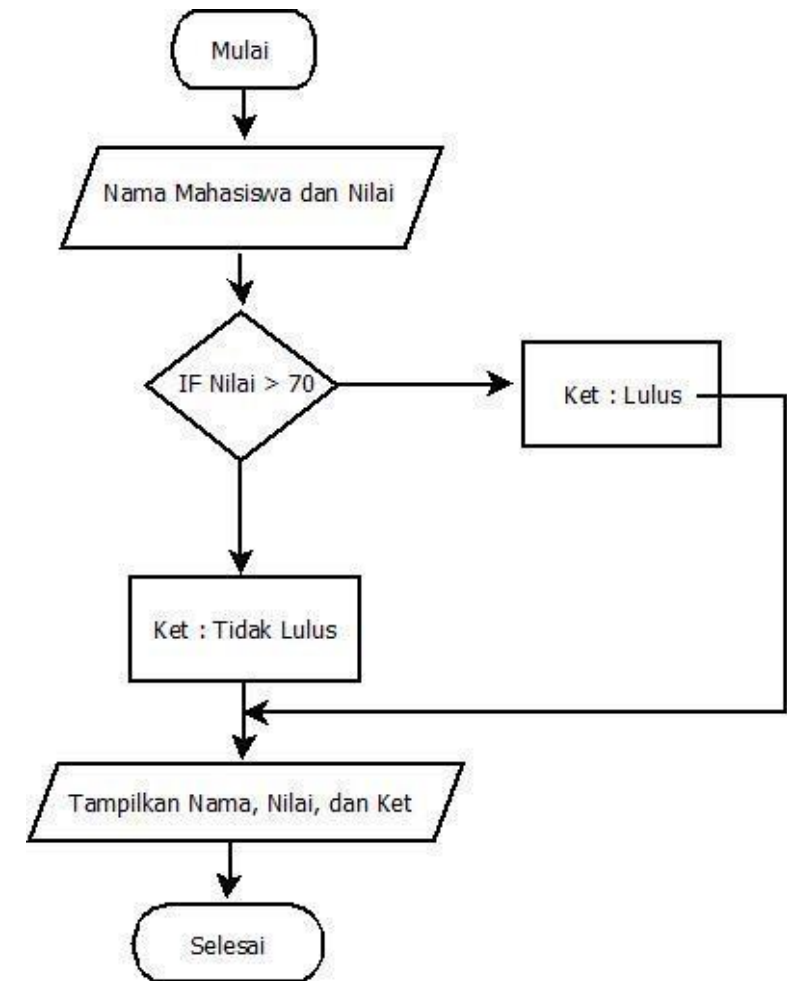 Mulai
Nama Mahasiswa dan Nilai
IF Nilai > 70
Ket : Lulus
Ket : Tidak Lulus
Tampilkan Nama, Nilai, dan Ket
Selesai